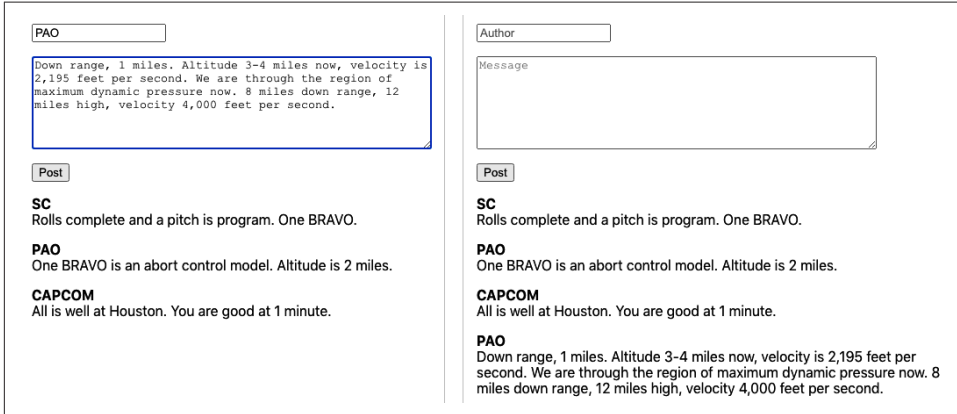 PAO
Down range, 1 miles. Altitude 3-4 miles now, velocity is
2,195 feet per second. We are through the region of
maximum dynamic pressure now. 8 miles down range, 12
miles high, velocity 4,000 feet per second.
Post
SC
Rolls complete and a pitch is program. One BRAVO.
PAO
One BRAVO is an abort control model. Altitude is 2 miles.
CAPCOM
All is well at Houston. You are good at 1 minute.
Author
Message
Post
SC
Rolls complete and a pitch is program. One BRAVO.
PAO
One BRAVO is an abort control model. Altitude is 2 miles.
CAPCOM
All is well at Houston. You are good at 1 minute.
PAO
Down range, 1 miles. Altitude 3-4 miles now, velocity is 2,195 feet per
second. We are through the region of maximum dynamic pressure now. 8
miles down range, 12 miles high, velocity 4,000 feet per second.